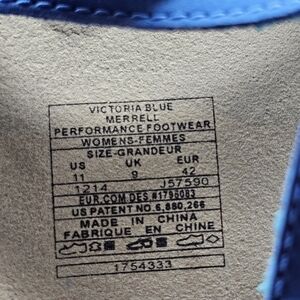 VICTORIA BLUE
MERRELL
PERFORMANCE FOOTWEAR
WOMENS-FEMMES
SIZE-GRANDEUR
US UK EUR
11 9 42
1214 J57590
EUR.COM.DES.#1796083
US PATENT NO.6,880,266
MADE IN CHINA
FABRIQUE EN CHINE
1754333